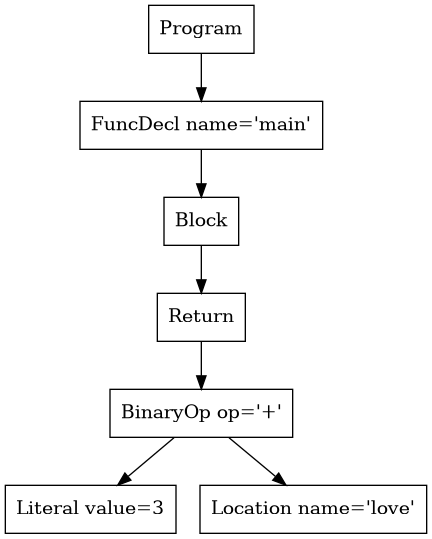 Program
FuncDecl name='main'
Block
Return
BinaryOp op='+'
Literal value=3
Location name='love'